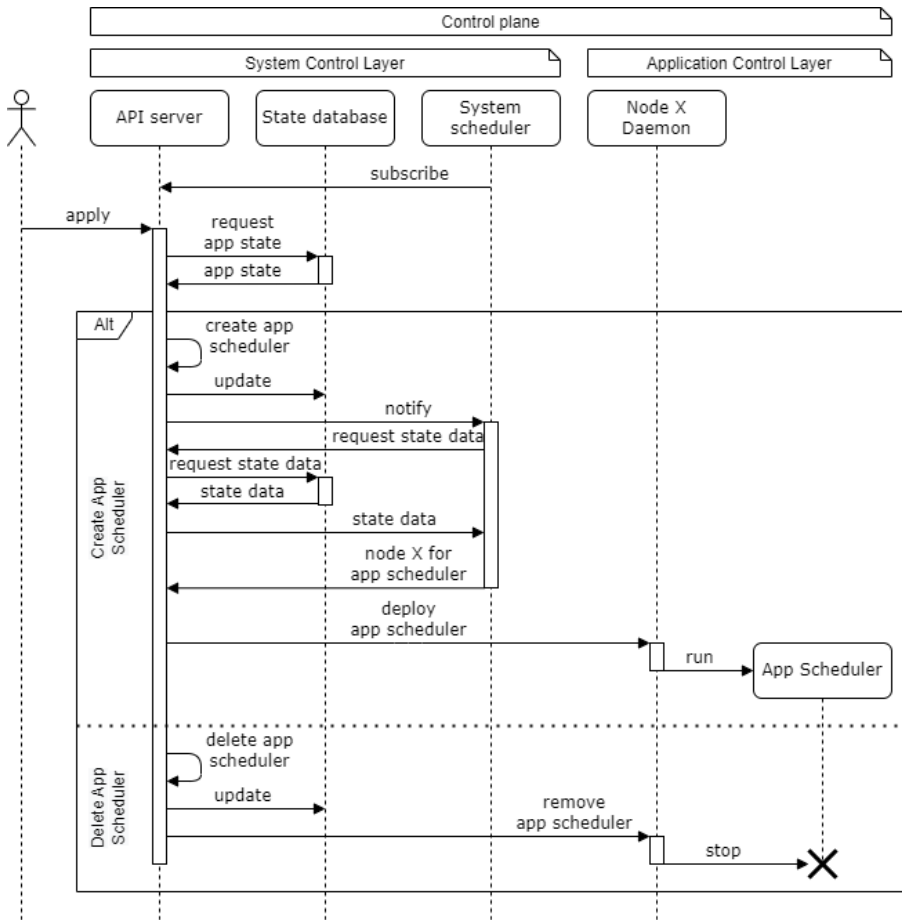 Control plane
System Control Layer
Application Control Layer
API server
State database
System
scheduler
Node X
Daemon
subscribe
apply
request
app state
app state
Alt
create app
scheduler
update
notify
request state data
request state data
state data
state data
node X for
app scheduler
Create App
Scheduler
deploy
app scheduler
run
App Scheduler
delete app
scheduler
update
Delete App
Scheduler
remove
app scheduler
stop